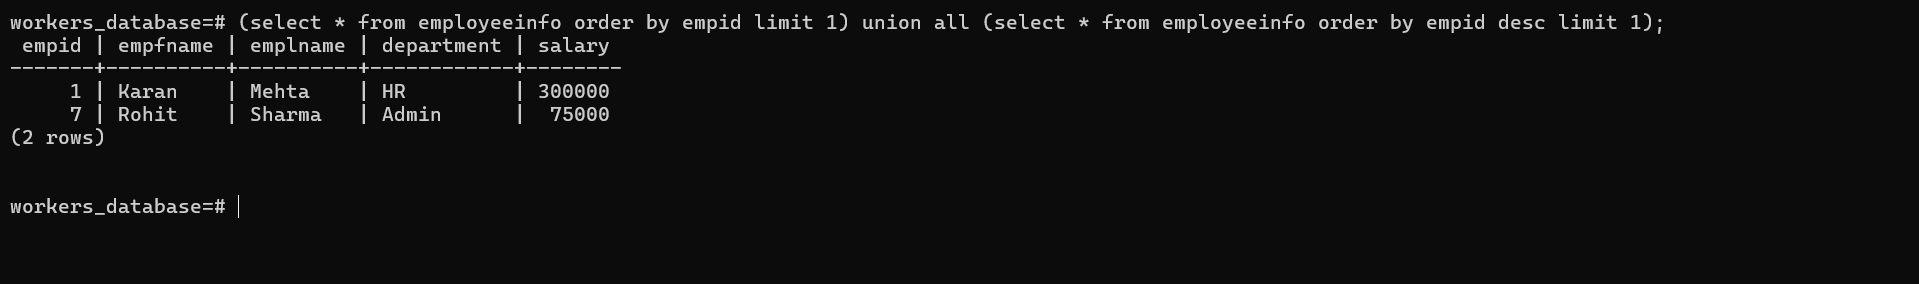 workers_database=# (select * from employeeinfo order by empid limit 1) union all (select * from employeeinfo order by empid desc limit 1);
 empid | empfname | emplname | department | salary
-------+----------+----------+------------+--------
     1 | Karan    | Mehta    | HR         | 300000
     7 | Rohit    | Sharma   | Admin      |  75000
(2 rows)
workers_database=#